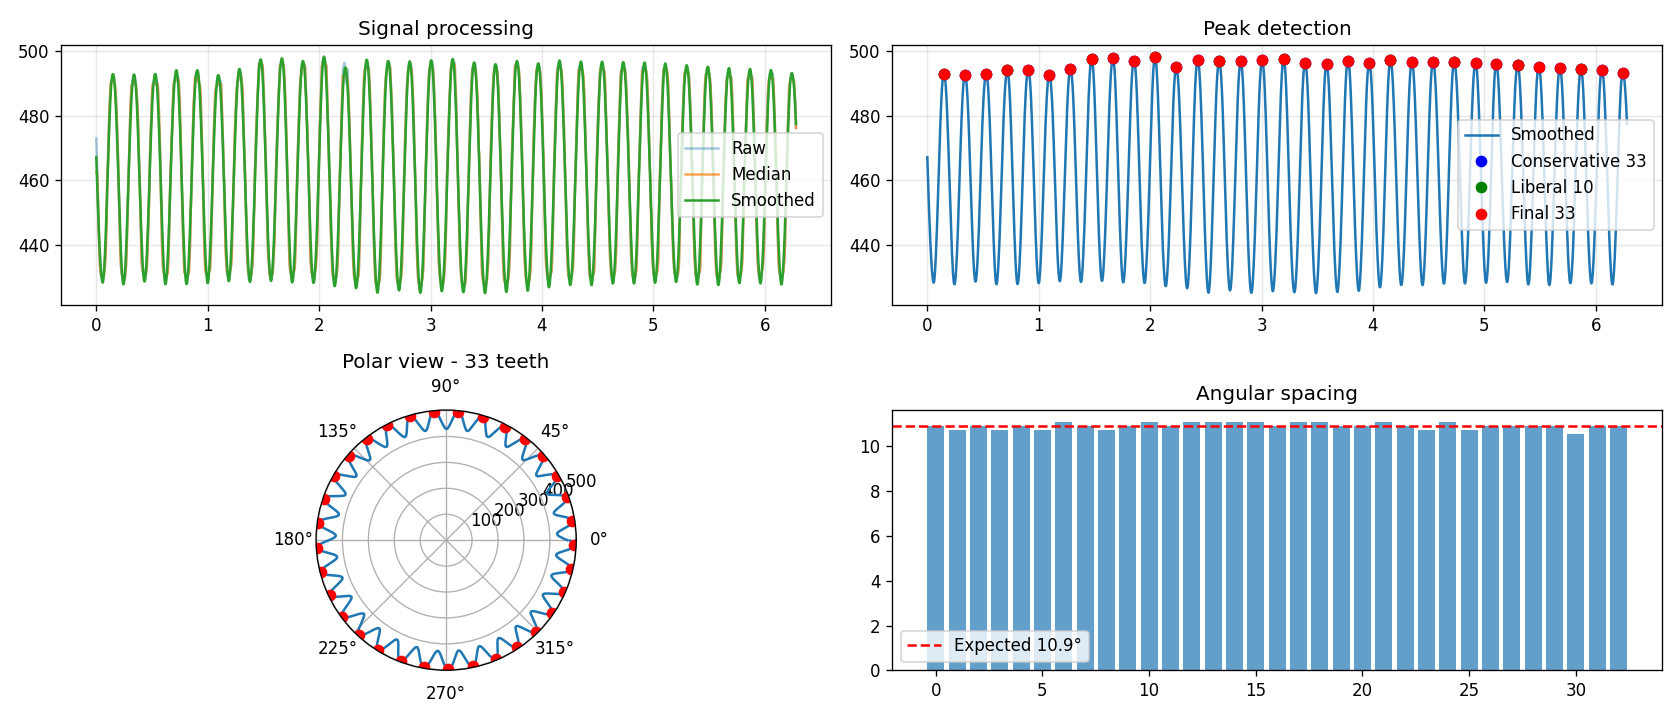 Signal processing
500
480
460
440
0 1 2 3 4 5 6
Raw
Median
Smoothed
Peak detection
500
480
460
440
0 1 2 3 4 5 6
Smoothed
Conservative 33
Liberal 10
Final 33
Polar view - 33 teeth
90°
135° 45°
180° 0°
225° 315°
270°
100 200 300 400 500
Angular spacing
10
8
6
4
2
0
0 5 10 15 20 25 30
Expected 10.9°